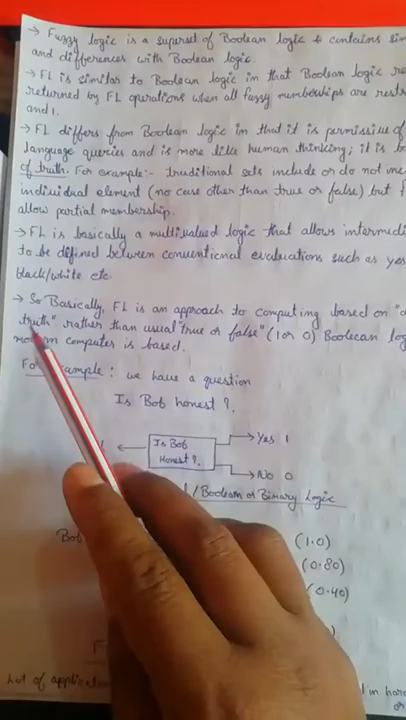 → Fuzzy logic is a superset of Boolean logic & contains
and differences with Boolean logic.
→ FL is similar to Boolean logic in that Boolean logic
returned by FL operations when all fuzzy memberships are
and 1.
→ FL differs from Boolean logic in that it is permissive of
language queries and is more like human thinking; it is
of truth. For example:- traditional sets include or do not
individual element (no case other than true or false) but
allow partial membership.
→ FL is basically a multivalued logic that allows
to be defined between conventional evaluations such as yes
black/white etc.
→ So Basically, FL is an approach to computing based on
truth" rather than usual "true or false" (1 or 0) Boolean
computer is based.
example: we have a question
Is Bob honest?
Is Bob
Honest?
Yes 1
No 0
/Boolean or Binary Logic
Bob
(1.0)
(0.80)
(0.40)
Lot of
in
or